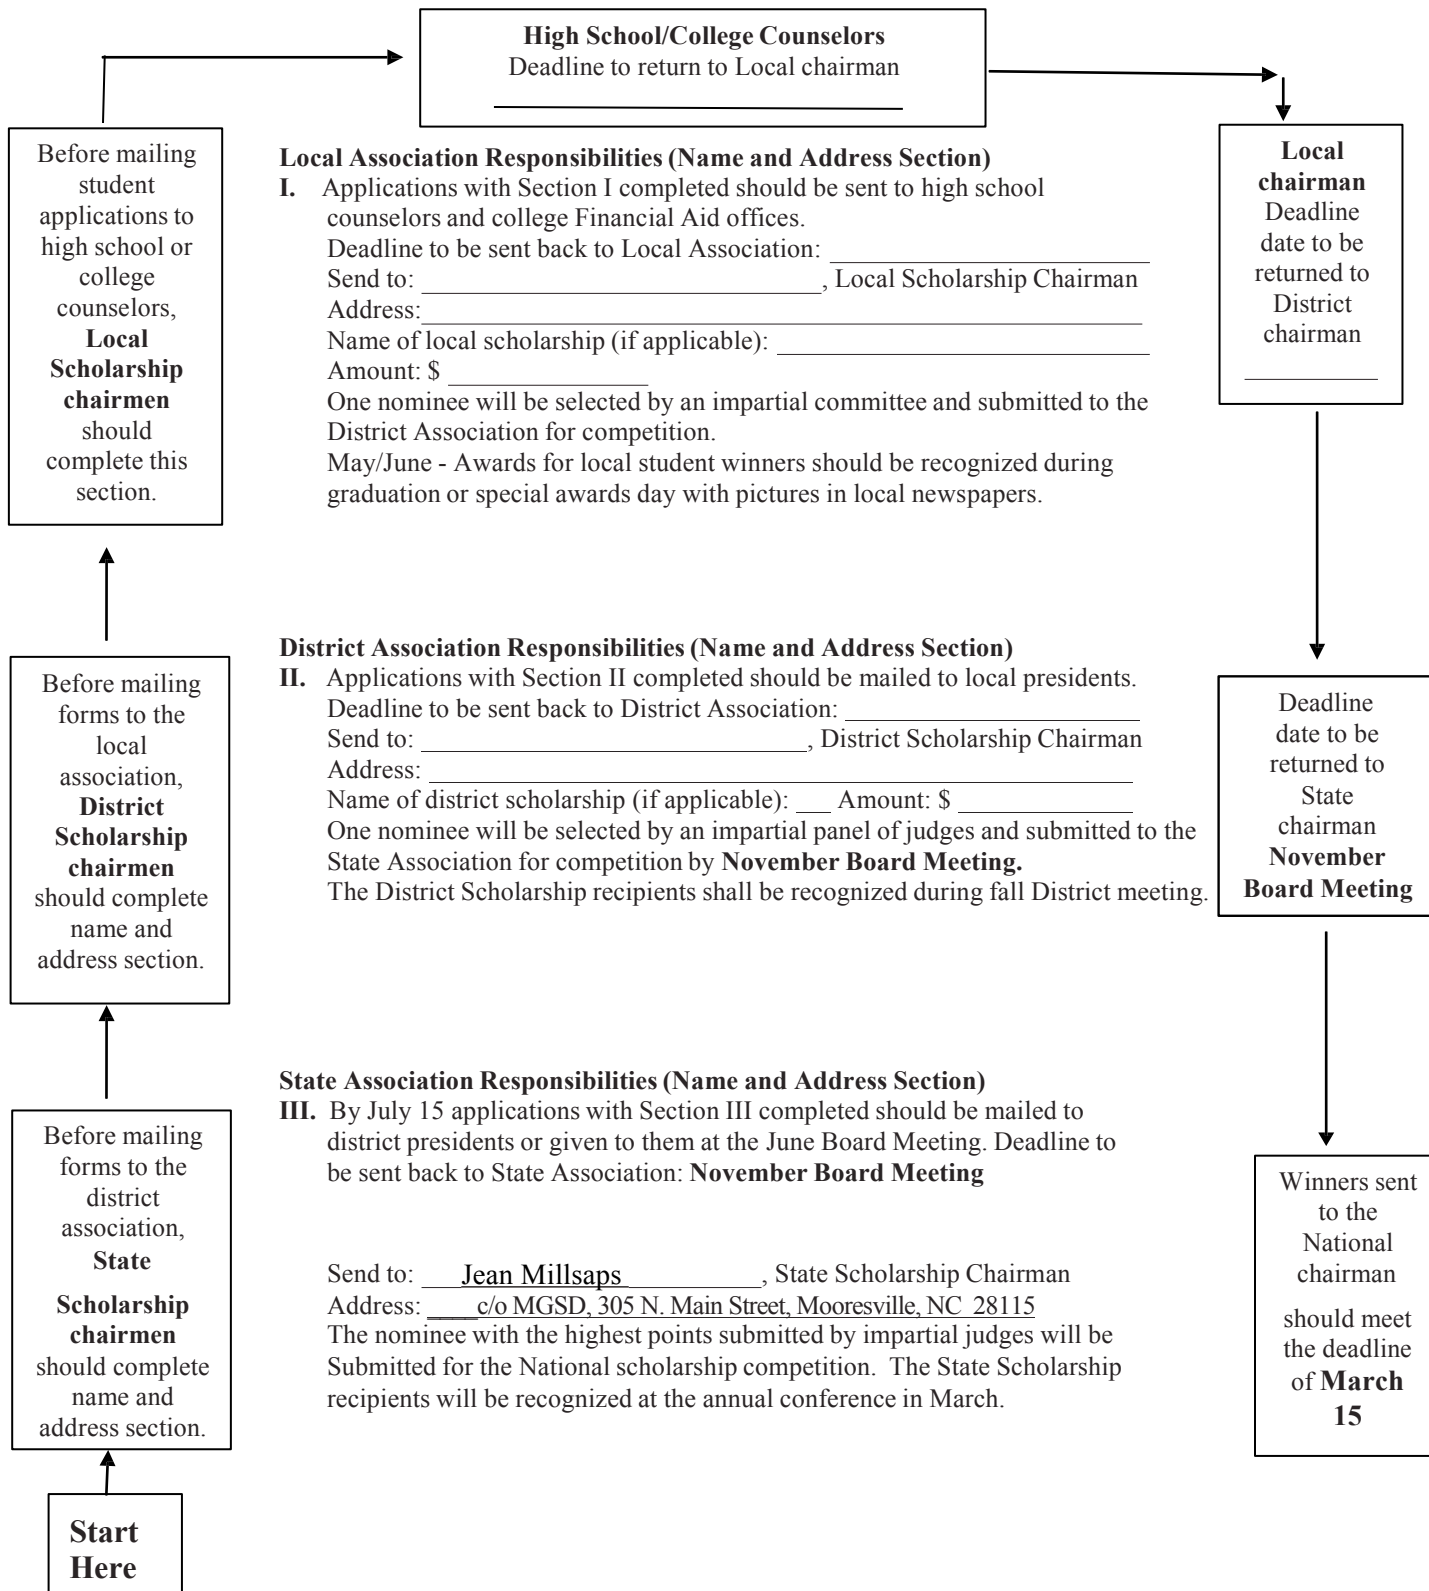 High School/College Counselors
Deadline to return to Local chairman
Before mailing
student
applications to
high school or
college
counselors,
Local
Scholarship
chairmen
should
complete this
section.
Local Association Responsibilities (Name and Address Section)
I. Applications with Section I completed should be sent to high school
counselors and college Financial Aid offices.
Deadline to be sent back to Local Association:
Send to: , Local Scholarship Chairman
Address:
Name of local scholarship (if applicable):
Amount: $
One nominee will be selected by an impartial committee and submitted to the
District Association for competition.
May/June - Awards for local student winners should be recognized during
graduation or special awards day with pictures in local newspapers.
Local
chairman
Deadline
date to be
returned to
District
chairman
Before mailing
forms to the
local
association,
District
Scholarship
chairmen
should complete
name and
address section.
District Association Responsibilities (Name and Address Section)
II. Applications with Section II completed should be mailed to local presidents.
Deadline to be sent back to District Association:
Send to: , District Scholarship Chairman
Address:
Name of district scholarship (if applicable): Amount: $
One nominee will be selected by an impartial panel of judges and submitted to the
State Association for competition by November Board Meeting.
The District Scholarship recipients shall be recognized during fall District meeting.
Deadline
date to be
returned to
State
chairman
November
Board Meeting
Before mailing
forms to the
district
association,
State
Scholarship
chairmen
should complete
name and
address section.
State Association Responsibilities (Name and Address Section)
III. By July 15 applications with Section III completed should be mailed to
district presidents or given to them at the June Board Meeting. Deadline to
be sent back to State Association: November Board Meeting
Send to: Jean Millsaps , State Scholarship Chairman
Address: c/o MGSD, 305 N. Main Street, Mooresville, NC 28115
The nominee with the highest points submitted by impartial judges will be
Submitted for the National scholarship competition. The State Scholarship
recipients will be recognized at the annual conference in March.
Winners sent
to the
National
chairman
should meet
the deadline
of March
15
Start
Here